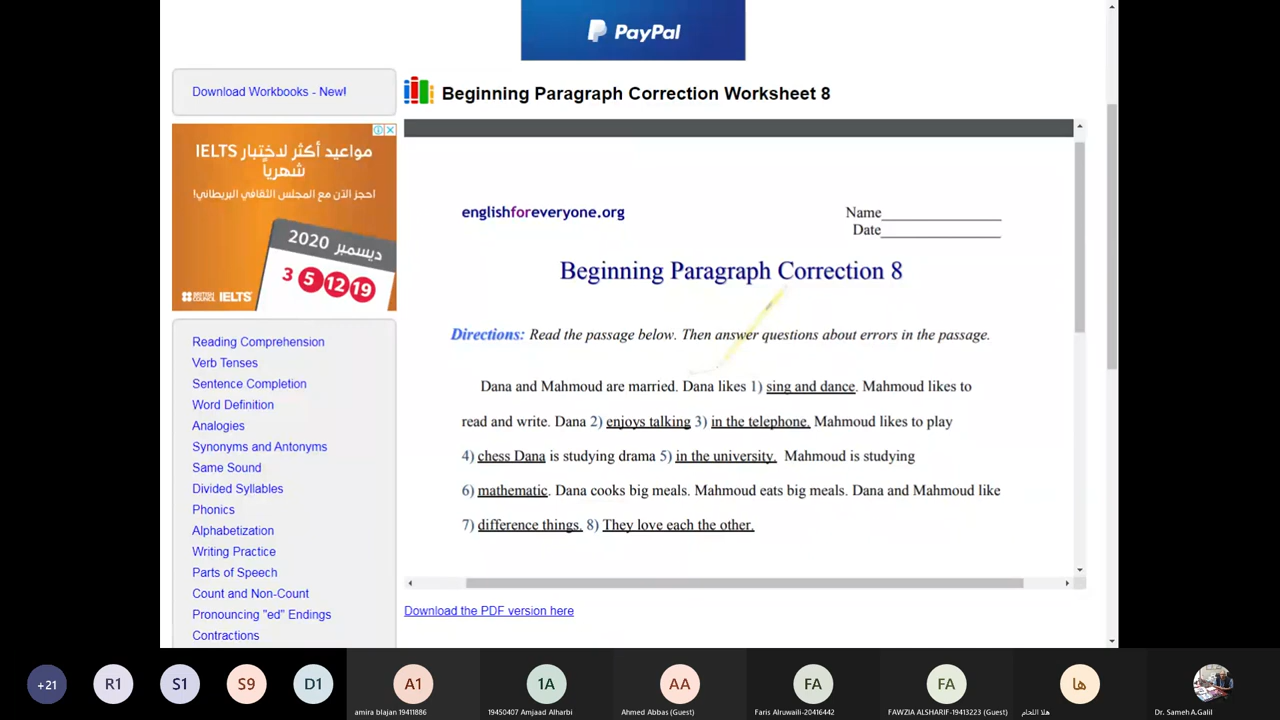 PayPal
Download Workbooks - New!
Beginning Paragraph Correction Worksheet 8
مواعيد أكثر لاختبار IELTS
شهرياً
احجز الآن مع المجلس الثقافي البريطاني!
ديسمبر 2020
3 5 12 19
BRITISH COUNCIL IELTS
englishforeveryone.org
Name
Date
Beginning Paragraph Correction 8
Directions: Read the passage below. Then answer questions about errors in the passage.
Dana and Mahmoud are married. Dana likes 1) sing and dance. Mahmoud likes to
read and write. Dana 2) enjoys talking 3) in the telephone. Mahmoud likes to play
4) chess Dana is studying drama 5) in the university. Mahmoud is studying
6) mathematic. Dana cooks big meals. Mahmoud eats big meals. Dana and Mahmoud like
7) difference things. 8) They love each the other.
Download the PDF version here
Reading Comprehension
Verb Tenses
Sentence Completion
Word Definition
Analogies
Synonyms and Antonyms
Same Sound
Divided Syllables
Phonics
Alphabetization
Writing Practice
Parts of Speech
Count and Non-Count
Pronouncing "ed" Endings
Contractions
+21 R1 S1 S9 D1 A1 1A AA FA FA ها
amira blajan 19411886
19450407 Amjaad Alharbi
Ahmed Abbas (Guest)
Faris Alruwaili-20416442
FAWZIA ALSHARIF-19413223 (Guest)
هلا اللحام
Dr. Sameh A.Galil